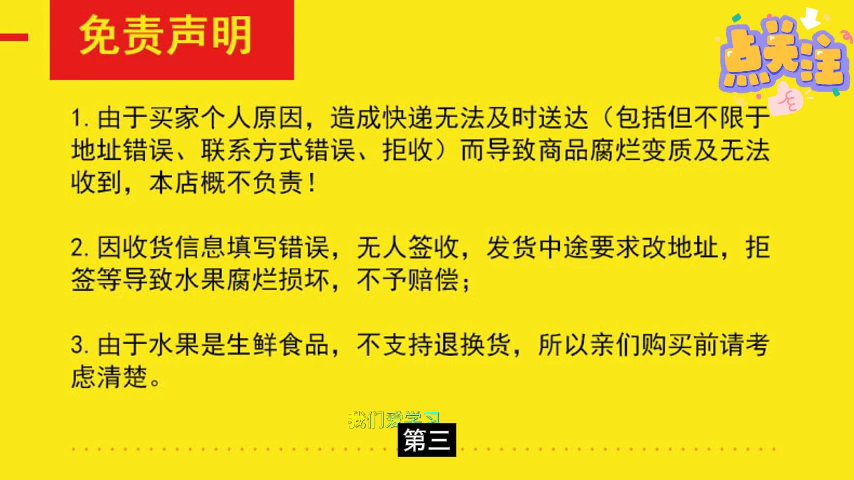 免责声明
点关注
1.由于买家个人原因，造成快递无法及时送达（包括但不限于
地址错误、联系方式错误、拒收）而导致商品腐烂变质及无法
收到，本店概不负责！
2.因收货信息填写错误，无人签收，发货中途要求改地址，拒
签等导致水果腐烂损坏，不予赔偿；
3.由于水果是生鲜食品，不支持退换货，所以亲们购买前请考
虑清楚。
我们爱学习
第三